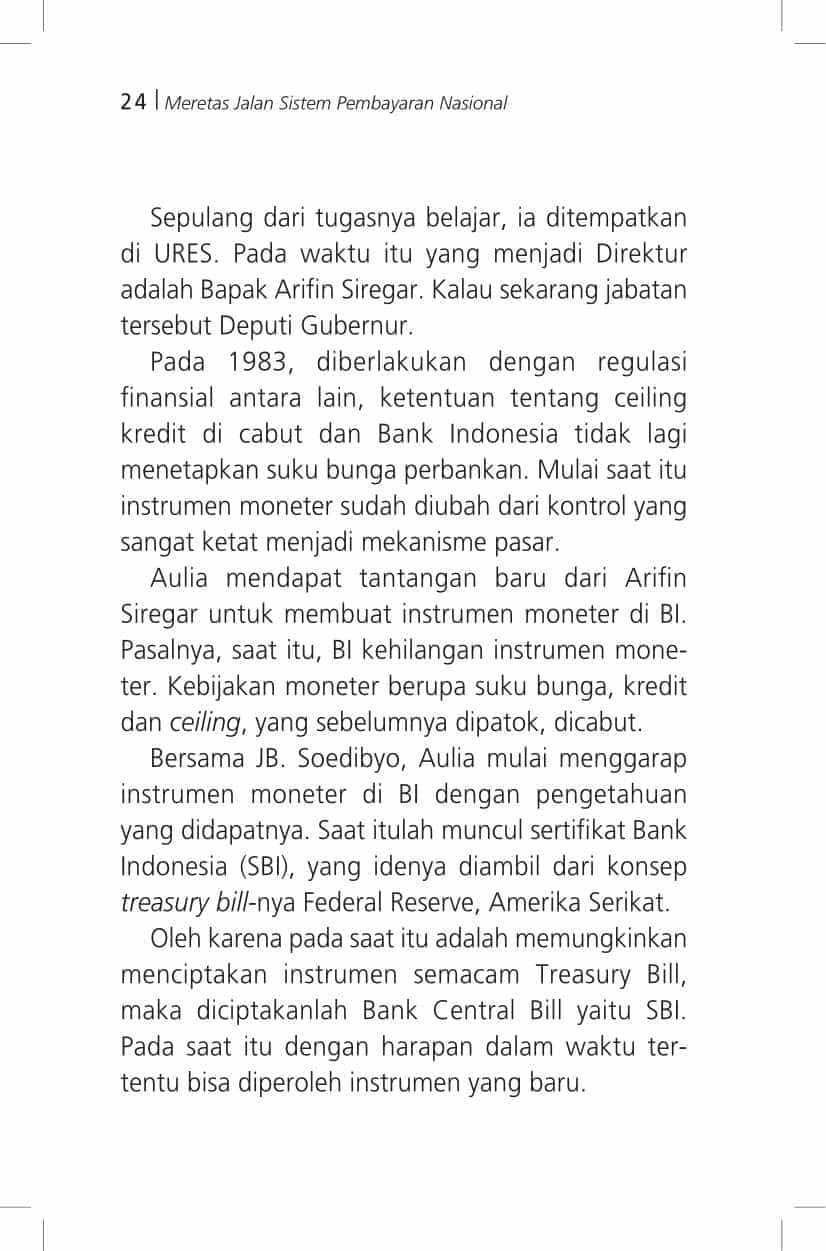 24 | Meretas Jalan Sistem Pembayaran Nasional
Sepulang dari tugasnya belajar, ia ditempatkan
di URES. Pada waktu itu yang menjadi Direktur
adalah Bapak Arifin Siregar. Kalau sekarang jabatan
tersebut Deputi Gubernur.
Pada 1983, diberlakukan dengan regulasi
finansial antara lain, ketentuan tentang ceiling
kredit di cabut dan Bank Indonesia tidak lagi
menetapkan suku bunga perbankan. Mulai saat itu
instrumen moneter sudah diubah dari kontrol yang
sangat ketat menjadi mekanisme pasar.
Aulia mendapat tantangan baru dari Arifin
Siregar untuk membuat instrumen moneter di BI.
Pasalnya, saat itu, BI kehilangan instrumen mone-
ter. Kebijakan moneter berupa suku bunga, kredit
dan ceiling, yang sebelumnya dipatok, dicabut.
Bersama JB. Soedibyo, Aulia mulai menggarap
instrumen moneter di BI dengan pengetahuan
yang didapatnya. Saat itulah muncul sertifikat Bank
Indonesia (SBI), yang idenya diambil dari konsep
treasury bill-nya Federal Reserve, Amerika Serikat.
Oleh karena pada saat itu adalah memungkinkan
menciptakan instrumen semacam Treasury Bill,
maka diciptakanlah Bank Central Bill yaitu SBI.
Pada saat itu dengan harapan dalam waktu ter-
tentu bisa diperoleh instrumen yang baru.